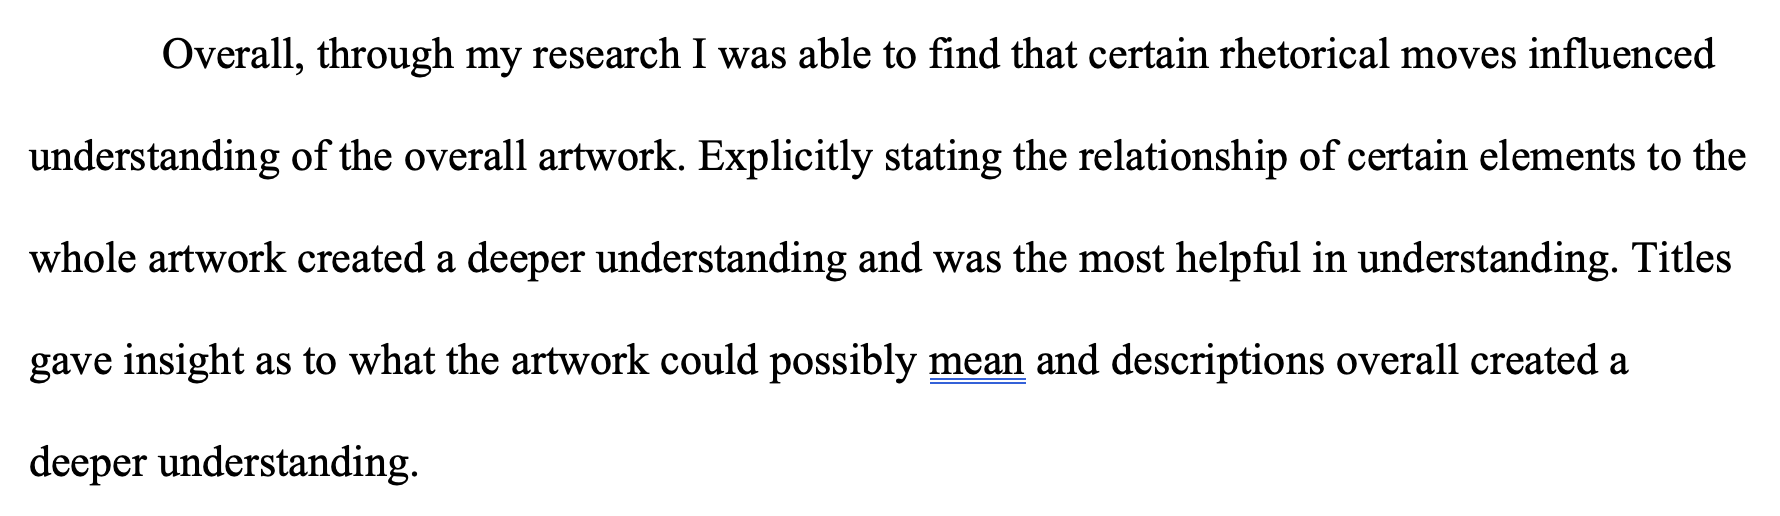 Overall, through my research I was able to find that certain rhetorical moves influenced
understanding of the overall artwork. Explicitly stating the relationship of certain elements to the
whole artwork created a deeper understanding and was the most helpful in understanding. Titles
gave insight as to what the artwork could possibly mean and descriptions overall created a
deeper understanding.